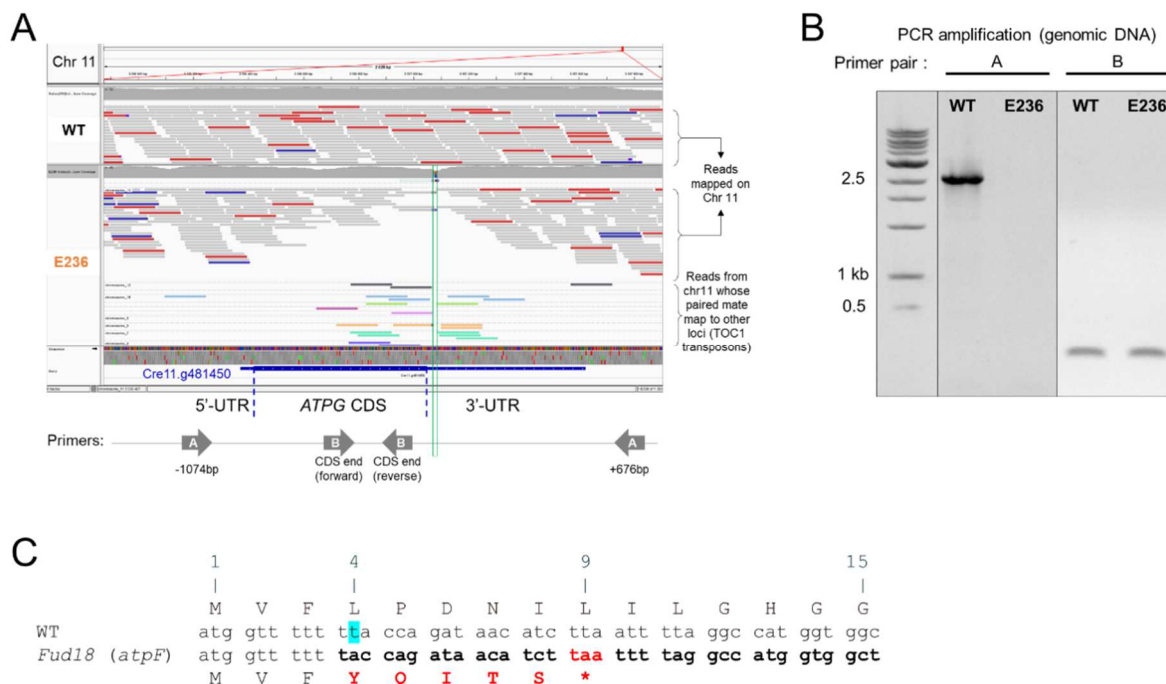 A
Chr 11
WT
E236
Reads
mapped on
Chr 11
Reads from
chr11 whose
paired mate
map to other
loci (TOC1
transposons)
Cre11.g481450
5'-UTR ATPG CDS 3'-UTR
Primers: A B B A
-1074bp CDS end (forward) CDS end (reverse) +676bp
B
PCR amplification (genomic DNA)
Primer pair : A B
WT E236 WT E236
2.5
1 kb
0.5
C
1 4 9 15
M V F L P D N I L I L G H G G
WT atg gtt ttt tta cca gat aac atc tta att tta ggc cat ggt ggc
Fud18 (atpF) atg gtt ttt tac cag ata aca tct taa ttt tag gcc atg gtg gct
M V F Y Q I T S *